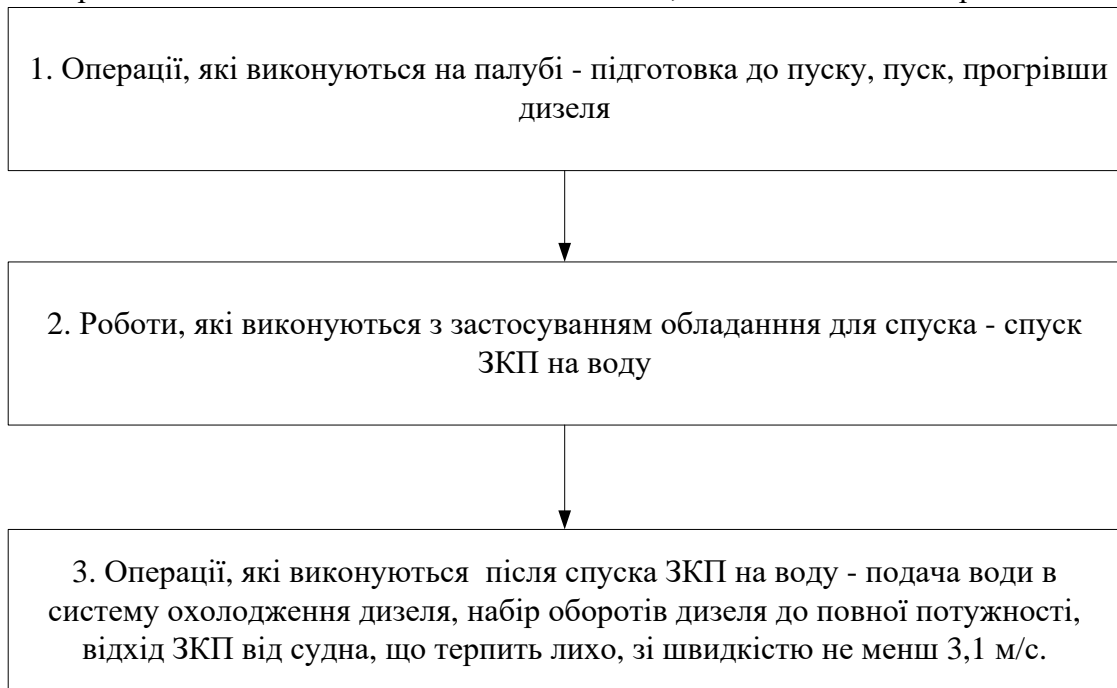 1. Операції, які виконуються на палубі - підготовка до пуску, пуск, прогрівши
дизеля
2. Роботи, які виконуються з застосуванням обладанння для спуска - спуск
ЗКП на воду
3. Операції, які виконуються після спуска ЗКП на воду - подача води в
систему охолодження дизеля, набір оборотів дизеля до повної потужності,
відхід ЗКП від судна, що терпить лихо, зі швидкістю не менш 3,1 м/с.